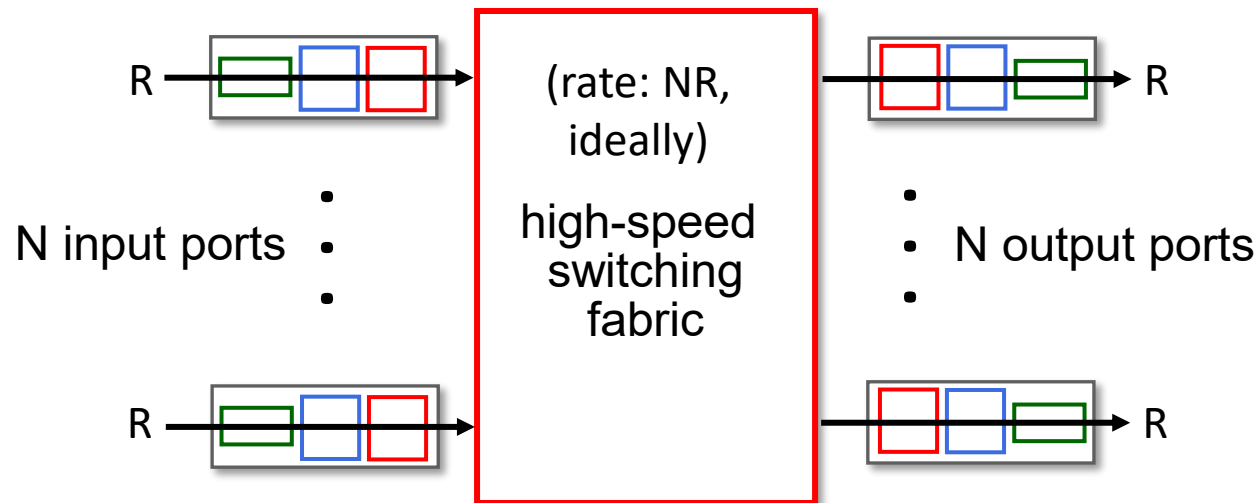 R
(rate: NR,
ideally)
R
N input ports
high-speed
switching
fabric
N output ports
R
R